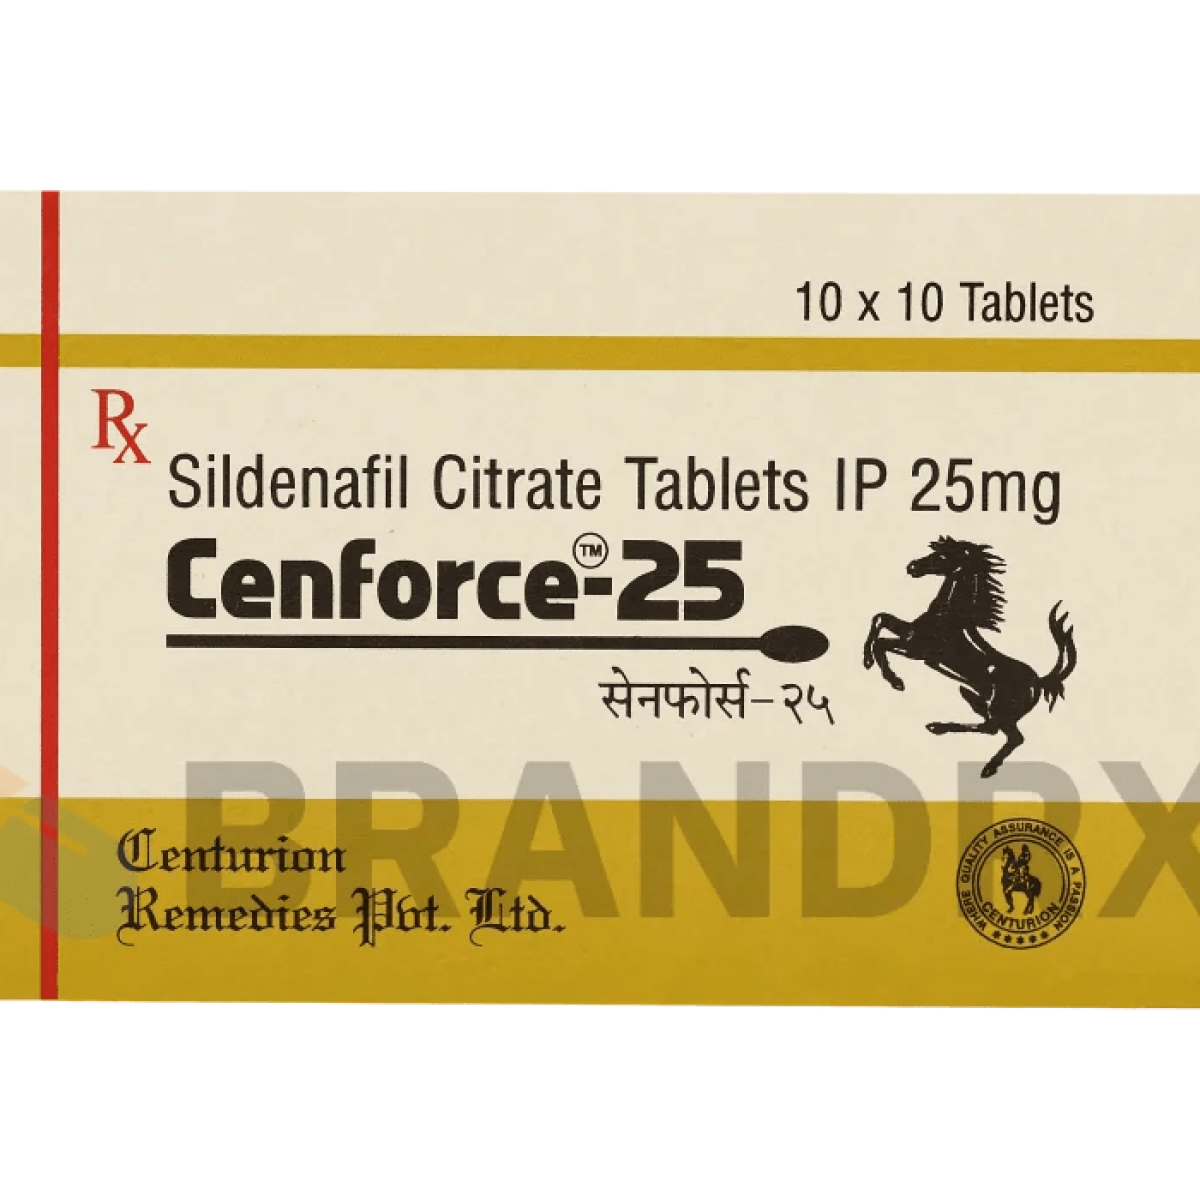 10 x 10 Tablets
Rx
Sildenafil Citrate Tablets IP 25mg
Cenforce™-25
सेनफोर्स-२५
BRANDRX
Centurion
Remedies Pvt. Ltd.
WHERE QUALITY ASSURANCE IS A PASSION
CENTURION